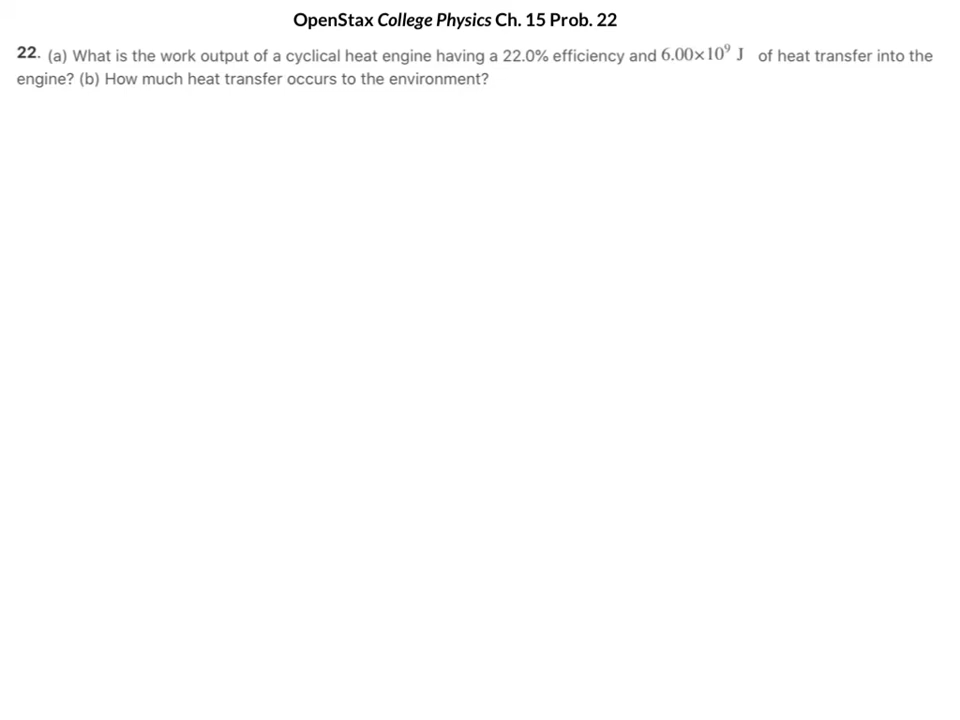 OpenStax College Physics Ch. 15 Prob. 22
22. (a) What is the work output of a cyclical heat engine having a 22.0% efficiency and 6.00×10⁹ J of heat transfer into the
engine? (b) How much heat transfer occurs to the environment?